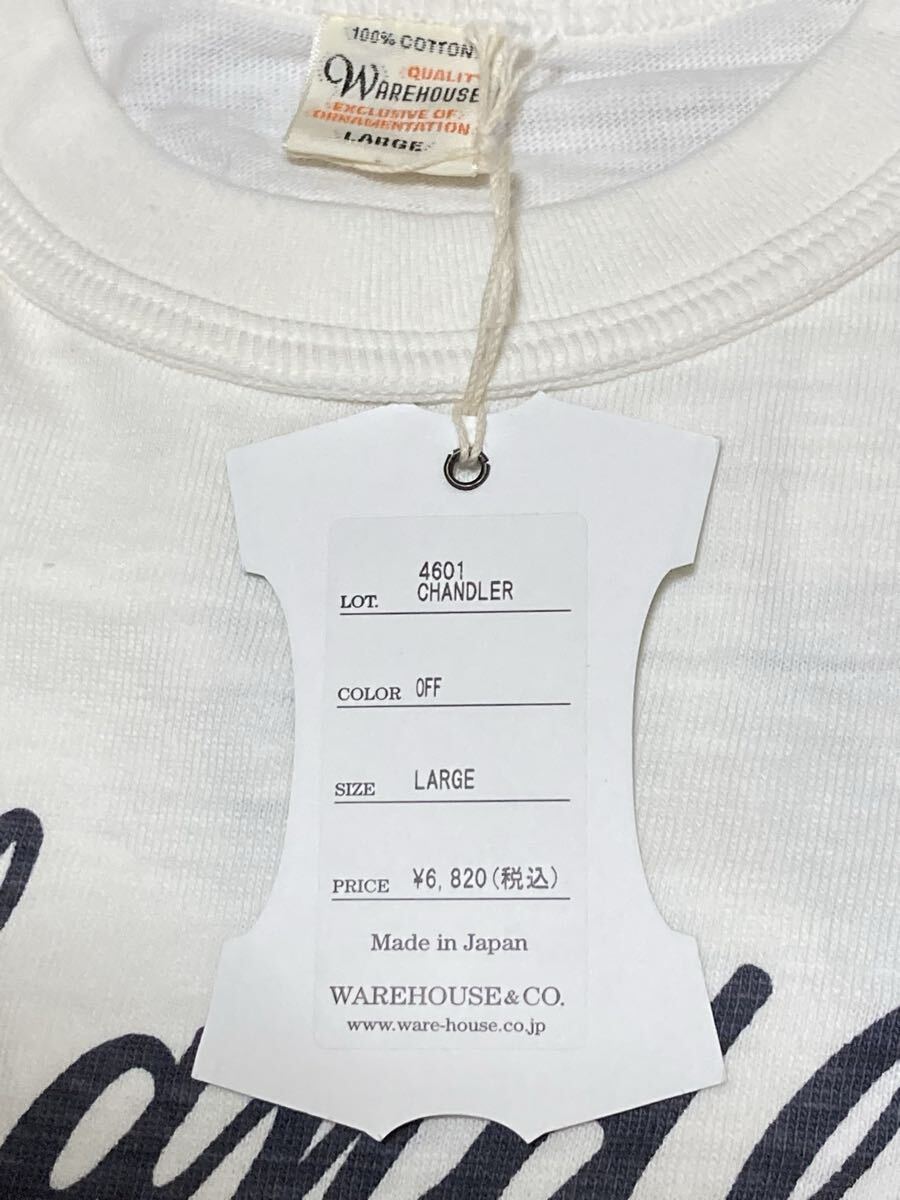 100% COTTON
QUALITY
WAREHOUSE
EXCLUSIVE OF
ORNAMENTATION
LARGE
LOT. 4601
CHANDLER
COLOR OFF
SIZE LARGE
PRICE ¥6,820(税込)
Made in Japan
WAREHOUSE&CO.
www.ware-house.co.jp